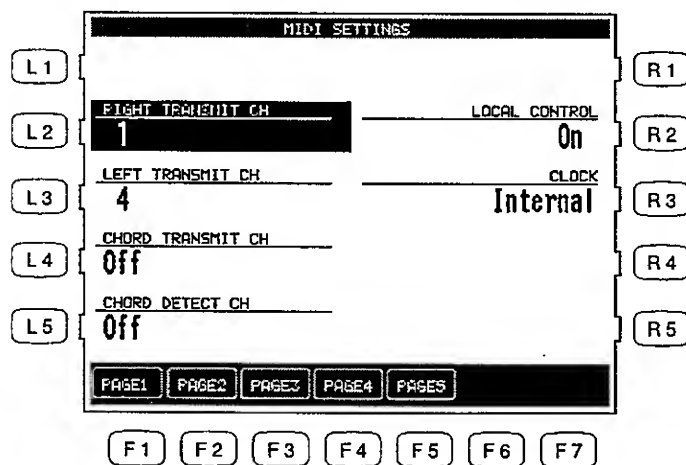 MIDI SETTINGS
L1
R1
RIGHT TRANSMIT CH
LOCAL CONTROL
L2
1
On
R2
LEFT TRANSMIT CH
CLOCK
L3
4
Internal
R3
CHORD TRANSMIT CH
L4
Off
R4
CHORD DETECT CH
L5
Off
R5
PAGE1 PAGE2 PAGE3 PAGE4 PAGE5
F1 F2 F3 F4 F5 F6 F7